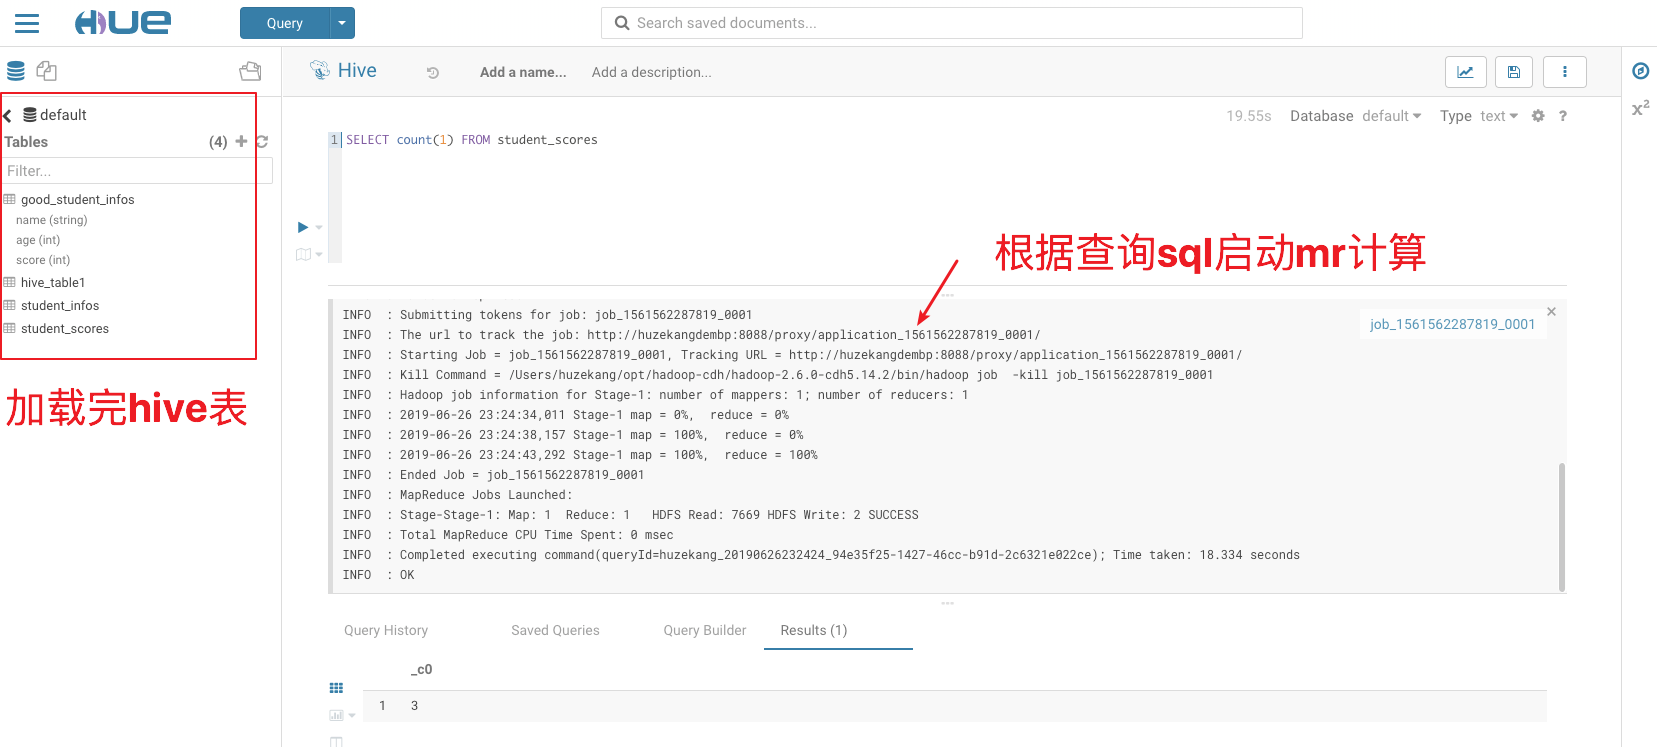 HUE
Query
Search saved documents...
Hive
Add a name...
Add a description...
default
Tables
(4)
Filter...
good_student_infos
name (string)
age (int)
score (int)
hive_table1
student_infos
student_scores
加载完hive表
19.55s
Database default
Type text
?
x²
1 SELECT count(1) FROM student_scores
根据查询sql启动mr计算
INFO  : Submitting tokens for job: job_1561562287819_0001
INFO  : The url to track the job: http://huzekangdembp:8088/proxy/application_1561562287819_0001/
INFO  : Starting Job = job_1561562287819_0001, Tracking URL = http://huzekangdembp:8088/proxy/application_1561562287819_0001/
INFO  : Kill Command = /Users/huzekang/opt/hadoop-cdh/hadoop-2.6.0-cdh5.14.2/bin/hadoop job  -kill job_1561562287819_0001
INFO  : Hadoop job information for Stage-1: number of mappers: 1; number of reducers: 1
INFO  : 2019-06-26 23:24:34,011 Stage-1 map = 0%,  reduce = 0%
INFO  : 2019-06-26 23:24:38,157 Stage-1 map = 100%,  reduce = 0%
INFO  : 2019-06-26 23:24:43,292 Stage-1 map = 100%,  reduce = 100%
INFO  : Ended Job = job_1561562287819_0001
INFO  : MapReduce Jobs Launched:
INFO  : Stage-Stage-1: Map: 1  Reduce: 1   HDFS Read: 7669 HDFS Write: 2 SUCCESS
INFO  : Total MapReduce CPU Time Spent: 0 msec
INFO  : Completed executing command(queryId=huzekang_20190626232424_94e35f25-1427-46cc-b91d-2c6321e022ce); Time taken: 18.334 seconds
INFO  : OK
job_1561562287819_0001
Query History
Saved Queries
Query Builder
Results (1)
_c0
1 3